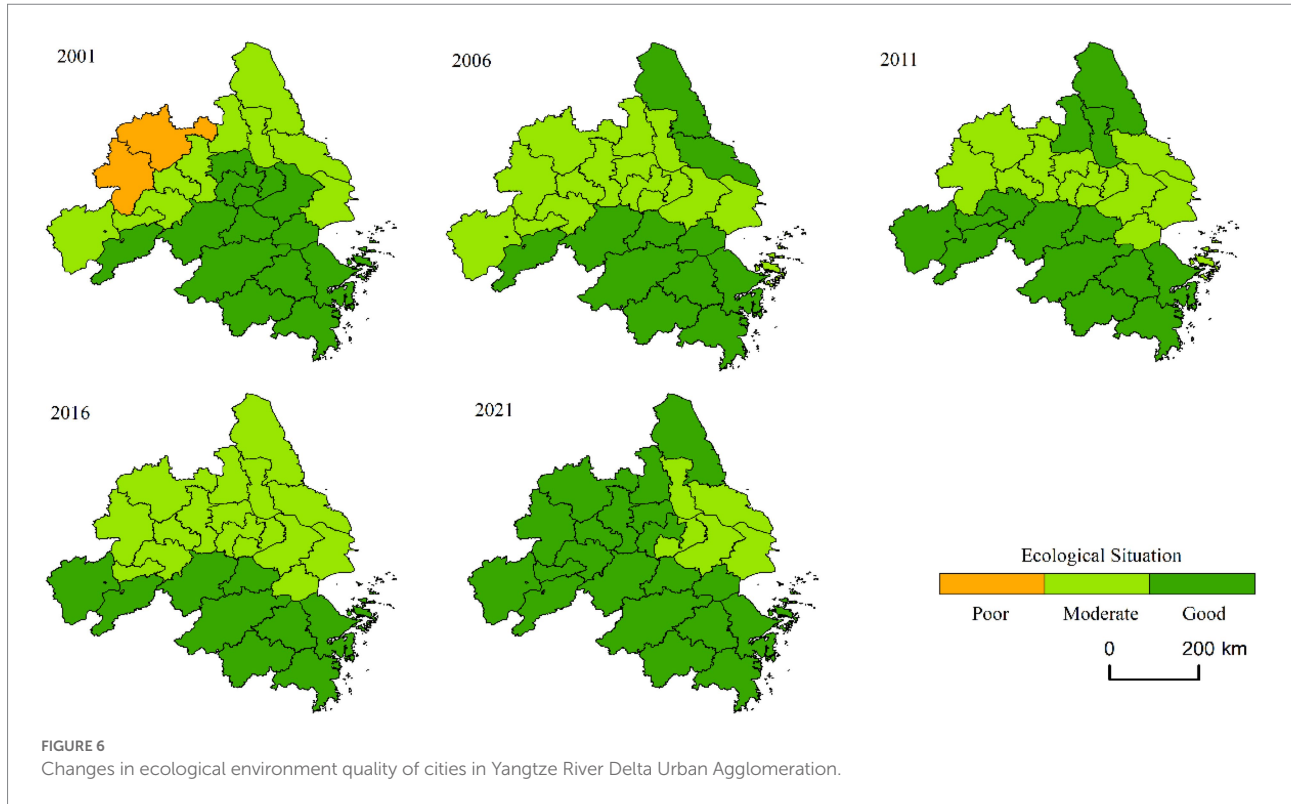 2001
2006
2011
2016
2021
Ecological Situation
Poor Moderate Good
0 200 km
FIGURE 6
Changes in ecological environment quality of cities in Yangtze River Delta Urban Agglomeration.